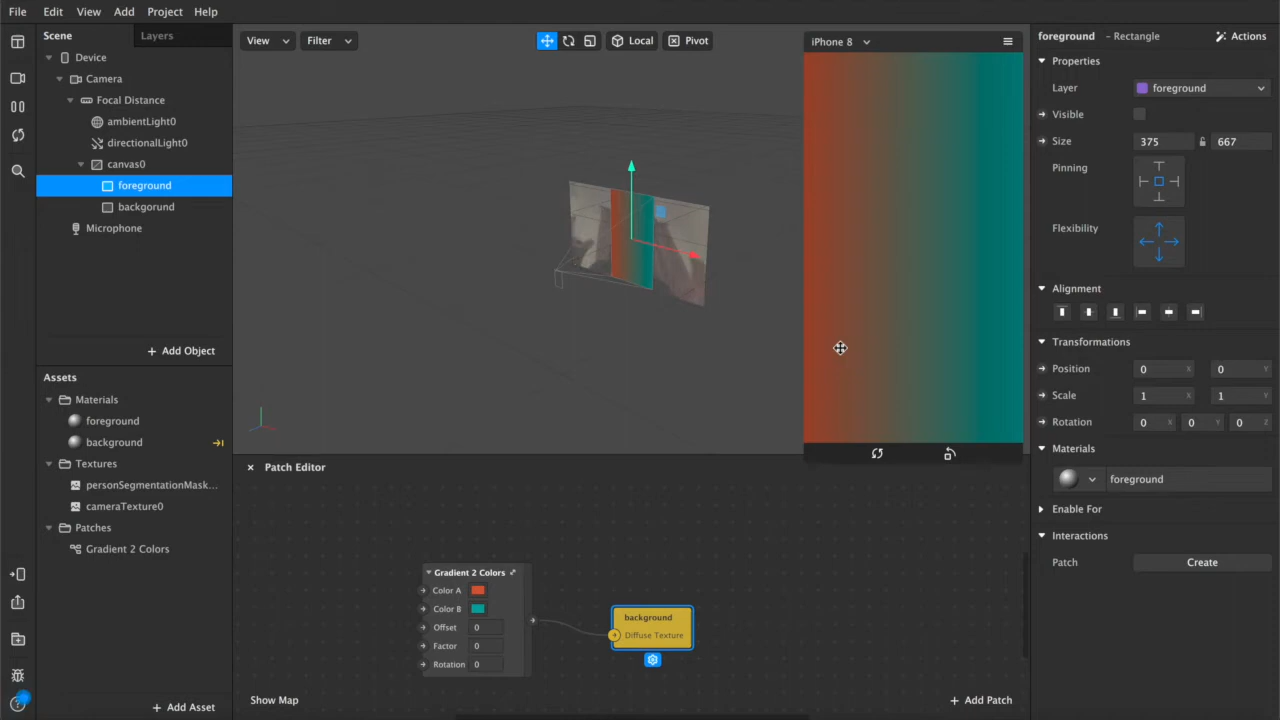 File Edit View Add Project Help
Scene Layers
Device
Camera
Focal Distance
ambientLight0
directionalLight0
canvas0
foreground
backgorund
Microphone
Add Object
Assets
Materials
foreground
background
Textures
personSegmentationMask...
cameraTexture0
Patches
Gradient 2 Colors
Add Asset
View Filter Local Pivot
iPhone 8
Patch Editor
Gradient 2 Colors
Color A
Color B
Offset 0
Factor 0
Rotation 0
background
Diffuse Texture
Show Map
Add Patch
foreground - Rectangle Actions
Properties
Layer foreground
Visible
Size 375 667
Pinning
Flexibility
Alignment
Transformations
Position 0 X 0 Y
Scale 1 X 1 Y
Rotation 0 X 0 Y 0 Z
Materials
foreground
Enable For
Interactions
Patch Create